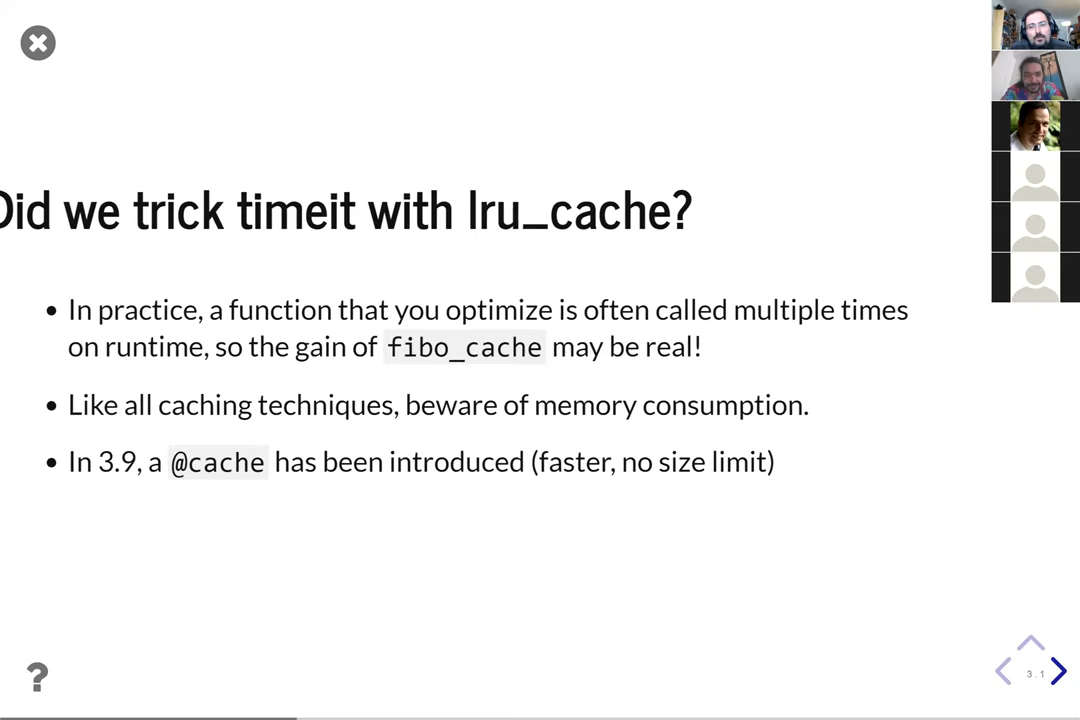 Did we trick timeit with lru_cache?
• In practice, a function that you optimize is often called multiple times
on runtime, so the gain of fibo_cache may be real!
• Like all caching techniques, beware of memory consumption.
• In 3.9, a @cache has been introduced (faster, no size limit)
?
3.1